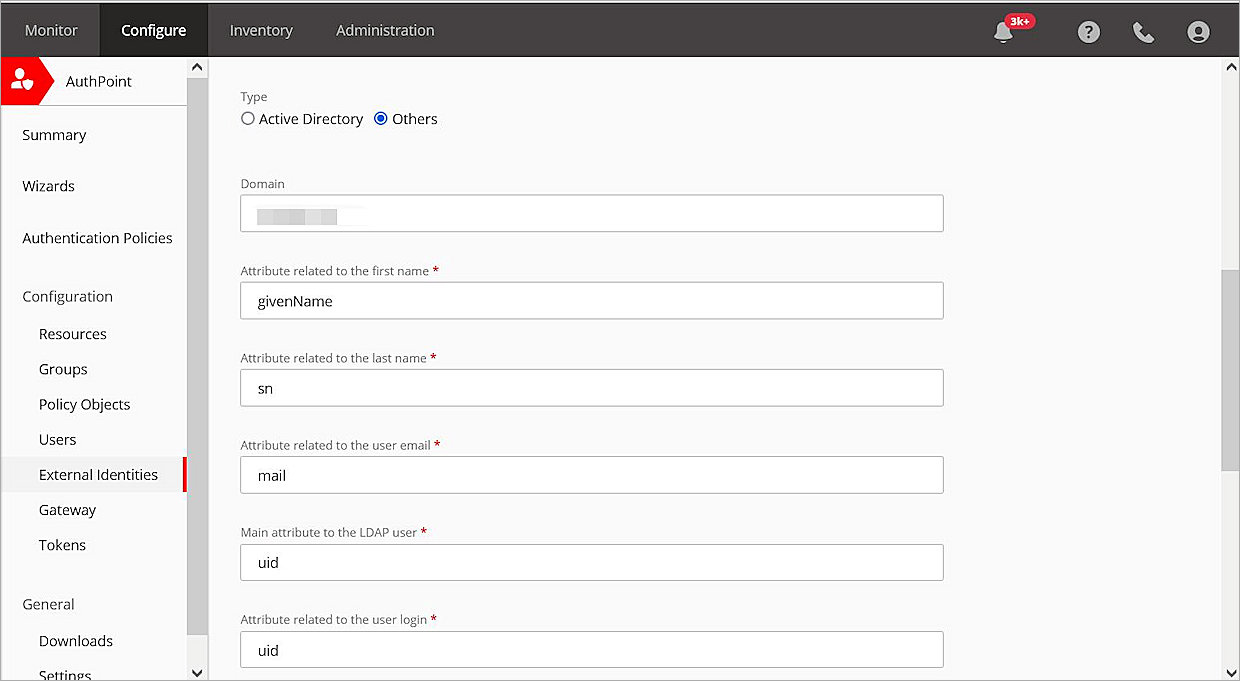 Monitor Configure Inventory Administration 3k+ ?
AuthPoint
Summary
Wizards
Authentication Policies
Configuration
Resources
Groups
Policy Objects
Users
External Identities
Gateway
Tokens
General
Downloads
Settings
Type
Active Directory Others
Domain
Attribute related to the first name *
givenName
Attribute related to the last name *
sn
Attribute related to the user email *
mail
Main attribute to the LDAP user *
uid
Attribute related to the user login *
uid